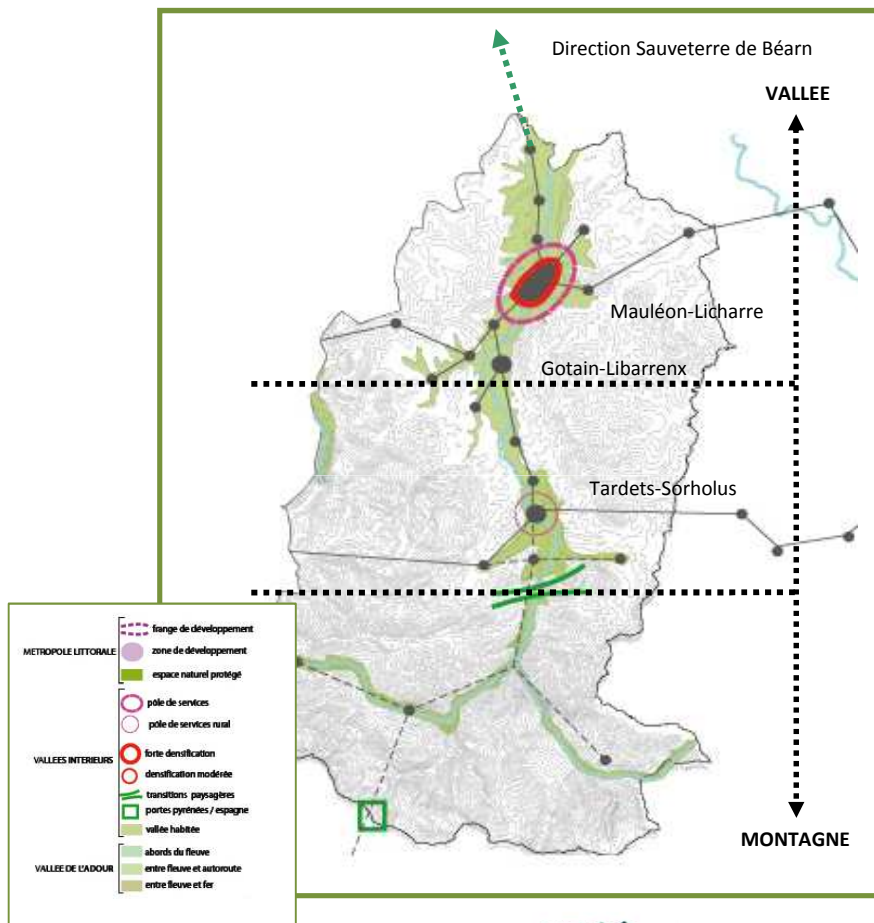 Direction Sauveterre de Béarn
VALLEE
Mauléon-Licharre
Gotain-Libarrenx
Tardets-Sorholus
MONTAGNE
METROPOLE LITTORALE
frange de développement
zone de développement
espace naturel protégé
VALLEES INTERIEURS
pôle de services
pôle de services rural
forte densification
densification modérée
transitions paysagères
portes pyrénées / espagne
vallée habitée
VALLEE DE L'ADOUR
abords du fleuve
entre fleuve et autoroute
entre fleuve et fer